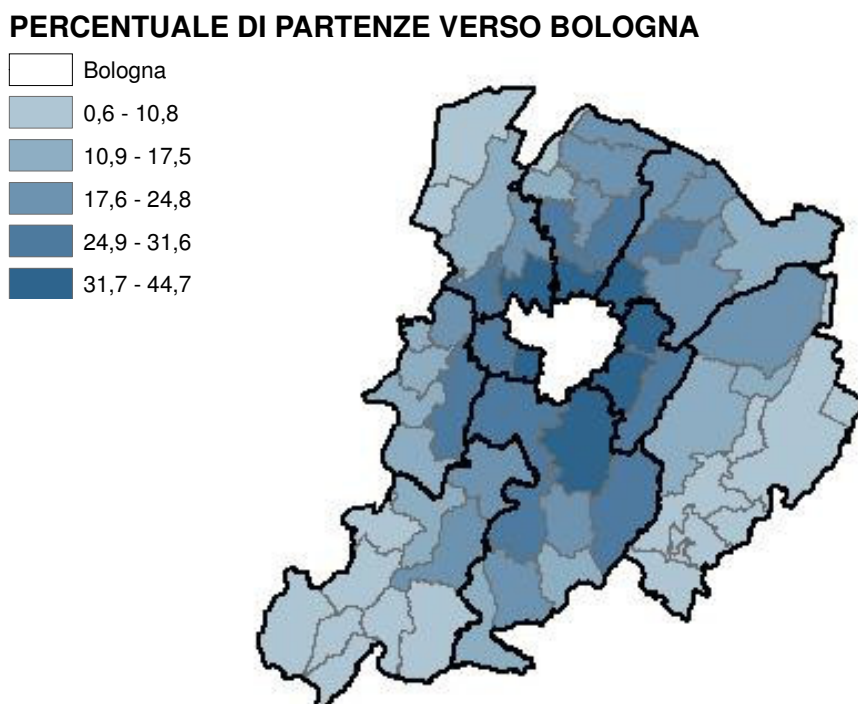 PERCENTUALE DI PARTENZE VERSO BOLOGNA
Bologna
0,6 - 10,8
10,9 - 17,5
17,6 - 24,8
24,9 - 31,6
31,7 - 44,7